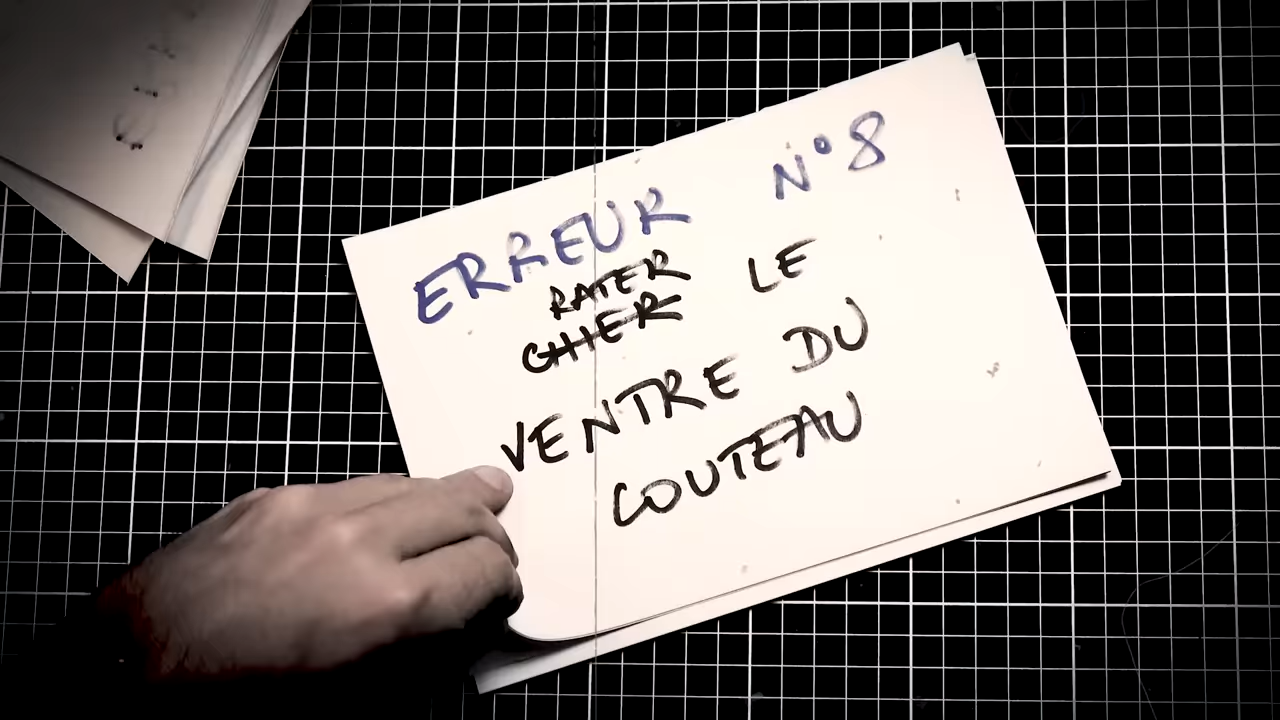 ERREUR N°8
RATER
CHIER LE
VENTRE DU
COUTEAU